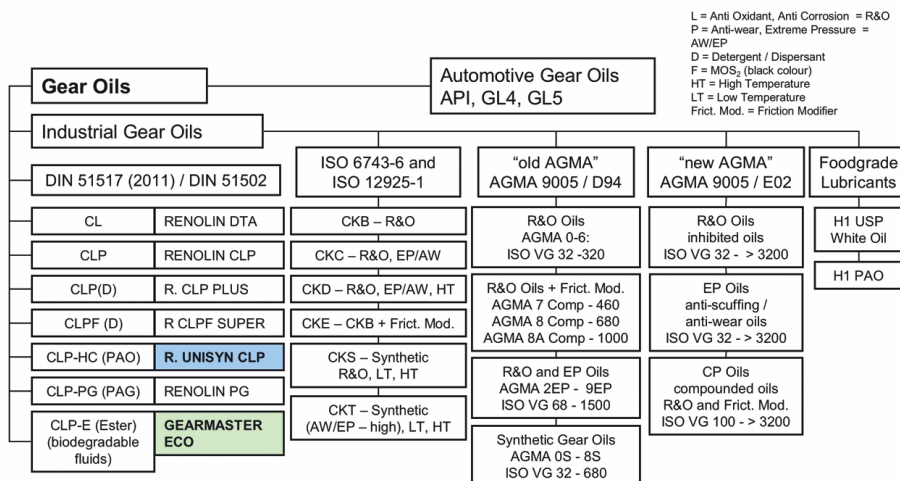 L = Anti Oxidant, Anti Corrosion = R&O
P = Anti-wear, Extreme Pressure =
AW/EP
D = Detergent / Dispersant
F = MOS₂ (black colour)
HT = High Temperature
LT = Low Temperature
Frict. Mod. = Friction Modifier
Gear Oils
Automotive Gear Oils
API, GL4, GL5
Industrial Gear Oils
DIN 51517 (2011) / DIN 51502
CL
RENOLIN DTA
CLP
RENOLIN CLP
CLP(D)
R. CLP PLUS
CLPF (D)
R CLPF SUPER
CLP-HC (PAO)
R. UNISYN CLP
CLP-PG (PAG)
RENOLIN PG
CLP-E (Ester)
(biodegradable
fluids)
GEARMASTER
ECO
ISO 6743-6 and
ISO 12925-1
CKB – R&O
CKC – R&O, EP/AW
CKD – R&O, EP/AW, HT
CKE – CKB + Frict. Mod.
CKS – Synthetic
R&O, LT, HT
CKT – Synthetic
(AW/EP – high), LT, HT
“old AGMA”
AGMA 9005 / D94
R&O Oils
AGMA 0-6:
ISO VG 32 -320
R&O Oils + Frict. Mod.
AGMA 7 Comp - 460
AGMA 8 Comp - 680
AGMA 8A Comp - 1000
R&O and EP Oils
AGMA 2EP - 9EP
ISO VG 68 - 1500
Synthetic Gear Oils
AGMA 0S - 8S
ISO VG 32 - 680
“new AGMA”
AGMA 9005 / E02
R&O Oils
inhibited oils
ISO VG 32 - > 3200
EP Oils
anti-scuffing /
anti-wear oils
ISO VG 32 - >3200
CP Oils
compounded oils
R&O and Frict. Mod.
ISO VG 100 - > 3200
Foodgrade
Lubricants
H1 USP
White Oil
H1 PAO